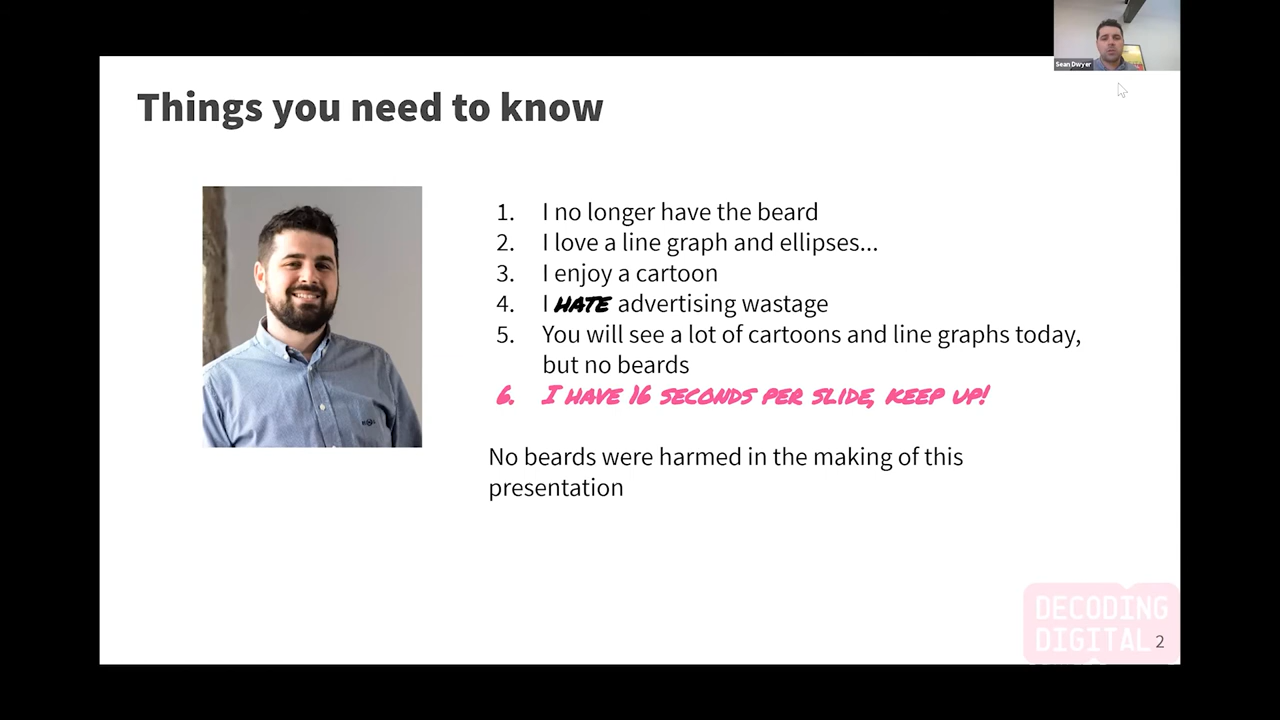 Sean Dwyer
Things you need to know
1. I no longer have the beard
2. I love a line graph and ellipses...
3. I enjoy a cartoon
4. I HATE advertising wastage
5. You will see a lot of cartoons and line graphs today,
but no beards
6. I HAVE 16 SECONDS PER SLIDE, KEEP UP!
No beards were harmed in the making of this
presentation
DECODING
DIGITAL
2